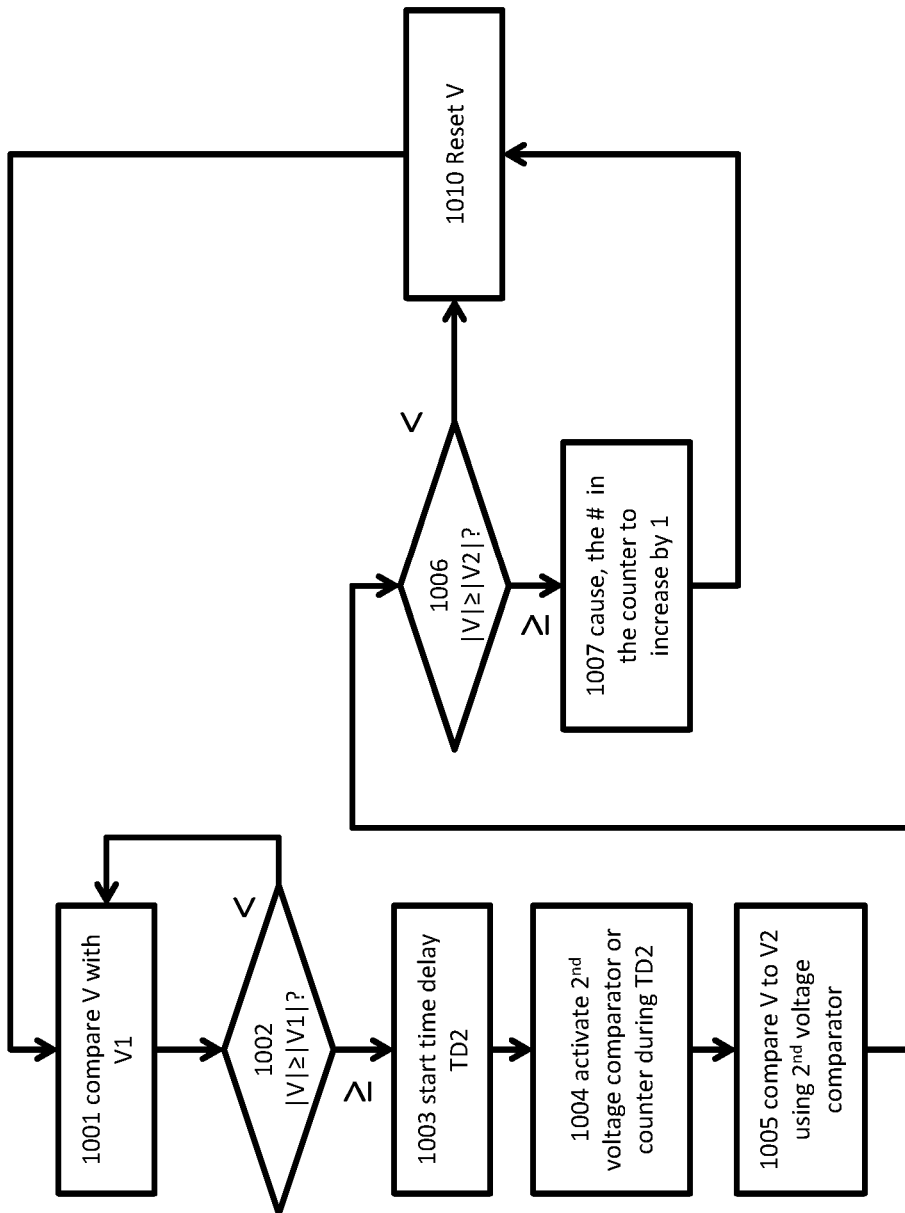 1001 compare V with
V1
1002
|V|≥|V1|?
<
≥
1003 start time delay
TD2
1004 activate 2nd
voltage comparator or
counter during TD2
1005 compare V to V2
using 2nd voltage
comparator
1006
|V|≥|V2|?
<
≥
1007 cause, the # in
the counter to
increase by 1
1010 Reset V